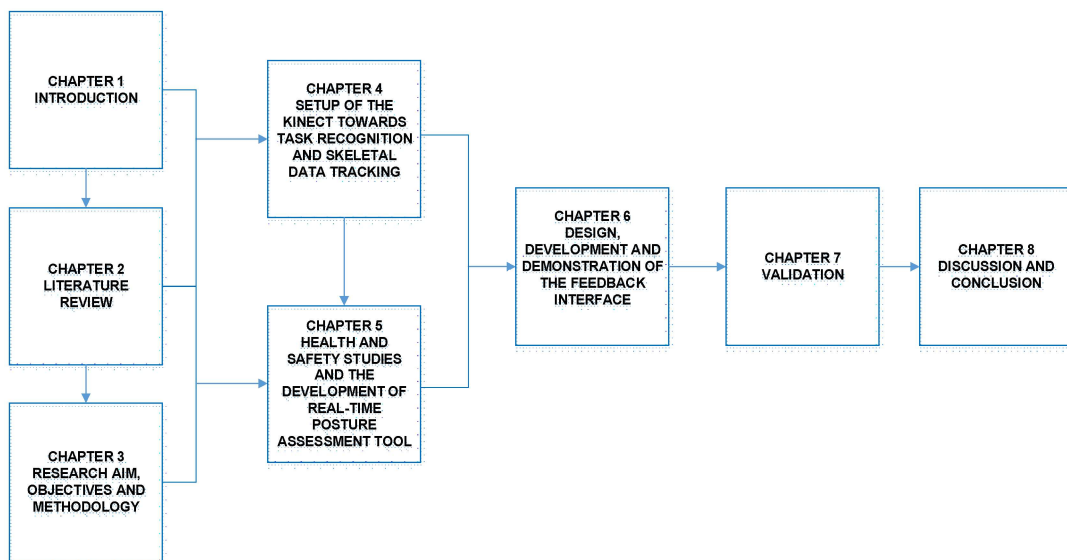 CHAPTER 1
INTRODUCTION
CHAPTER 2
LITERATURE
REVIEW
CHAPTER 3
RESEARCH AIM,
OBJECTIVES AND
METHODOLOGY
CHAPTER 4
SETUP OF THE
KINECT TOWARDS
TASK RECOGNITION
AND SKELETAL
DATA TRACKING
CHAPTER 5
HEALTH AND
SAFETY STUDIES
AND THE
DEVELOPMENT OF
REAL-TIME
POSTURE
ASSESSMENT TOOL
CHAPTER 6
DESIGN,
DEVELOPMENT AND
DEMONSTRATION OF
THE FEEDBACK
INTERFACE
CHAPTER 7
VALIDATION
CHAPTER 8
DISCUSSION AND
CONCLUSION